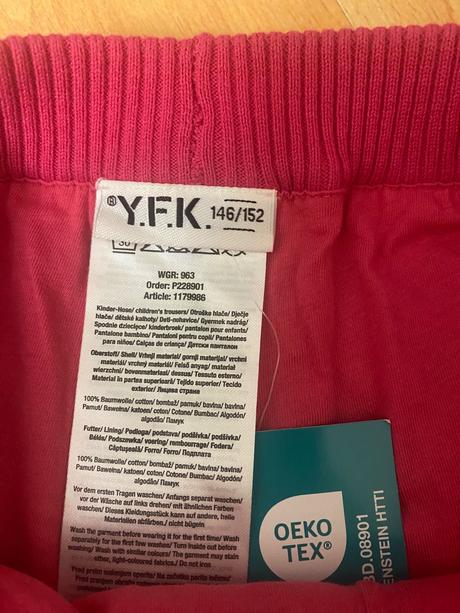 ®Y.F.K. 146/152
30
WGR: 963
Order: P228901
Article: 1179986
Kinder-Hose/ children's trousers/ Otroške hlače/ Dječje
hlače/ dětské kalhoty/ Deti-nohavice/ Gyermek nadrág/
Spodnie dziecięce/ kinderbroek/ pantalon pour enfants/
Pantalone bambino/ Pantaloni pentru copii/ Pantalones
para niños/ Calças de criança/ Детски панталон
Oberstoff/ Shell/ Vrhnji material/ gornji materijal/ vrchní
materiál/ vrchný materiál/ Felső anyag/ materiał
wierzchni/ bovenmateriaal/ dessus/ Tessuto esterno/
Material în partea superioară/ Tejido superior/ Tecido
exterior/ Лицева страна
100% Baumwolle/ cotton/ bombaž/ pamuk/ bavlna/ bavlna/
Pamut/ Bawełna/ katoen/ coton/ Cotone/ Bumbac/ Algodón/
algodão/ Памук
Futter/ Lining/ Podloga/ podstava/ podšívka/ podšívka/
Bélés/ Podszewka/ voering/ rembourrage/ Fodera/
Căptușeală/ Forro/ Forro/ Подплата
100% Baumwolle/ cotton/ bombaž/ pamuk/ bavlna/ bavlna/
Pamut/ Bawełna/ katoen/ coton/ Cotone/ Bumbac/ Algodón/
algodão/ Памук
Vor dem ersten Tragen waschen/ Anfangs separat waschen/
vor der Wäsche auf links drehen/ mit ähnlichen Farben
waschen/ Dieses Kleidungsstück kann auf andere, helle
Materialien abfärben./ nicht bügeln
Wash the garment before wearing it for the first time/ Wash
separately for the first few washes/ Turn inside out before
washing/ Wash with similar colours/ The garment may stain
other, light-coloured fabrics./ Do not iron
OEKO
TEX®
3D.08901
ENSTEIN HTTI